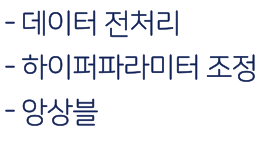 - 데이터 전처리
- 하이퍼파라미터 조정
- 앙상블